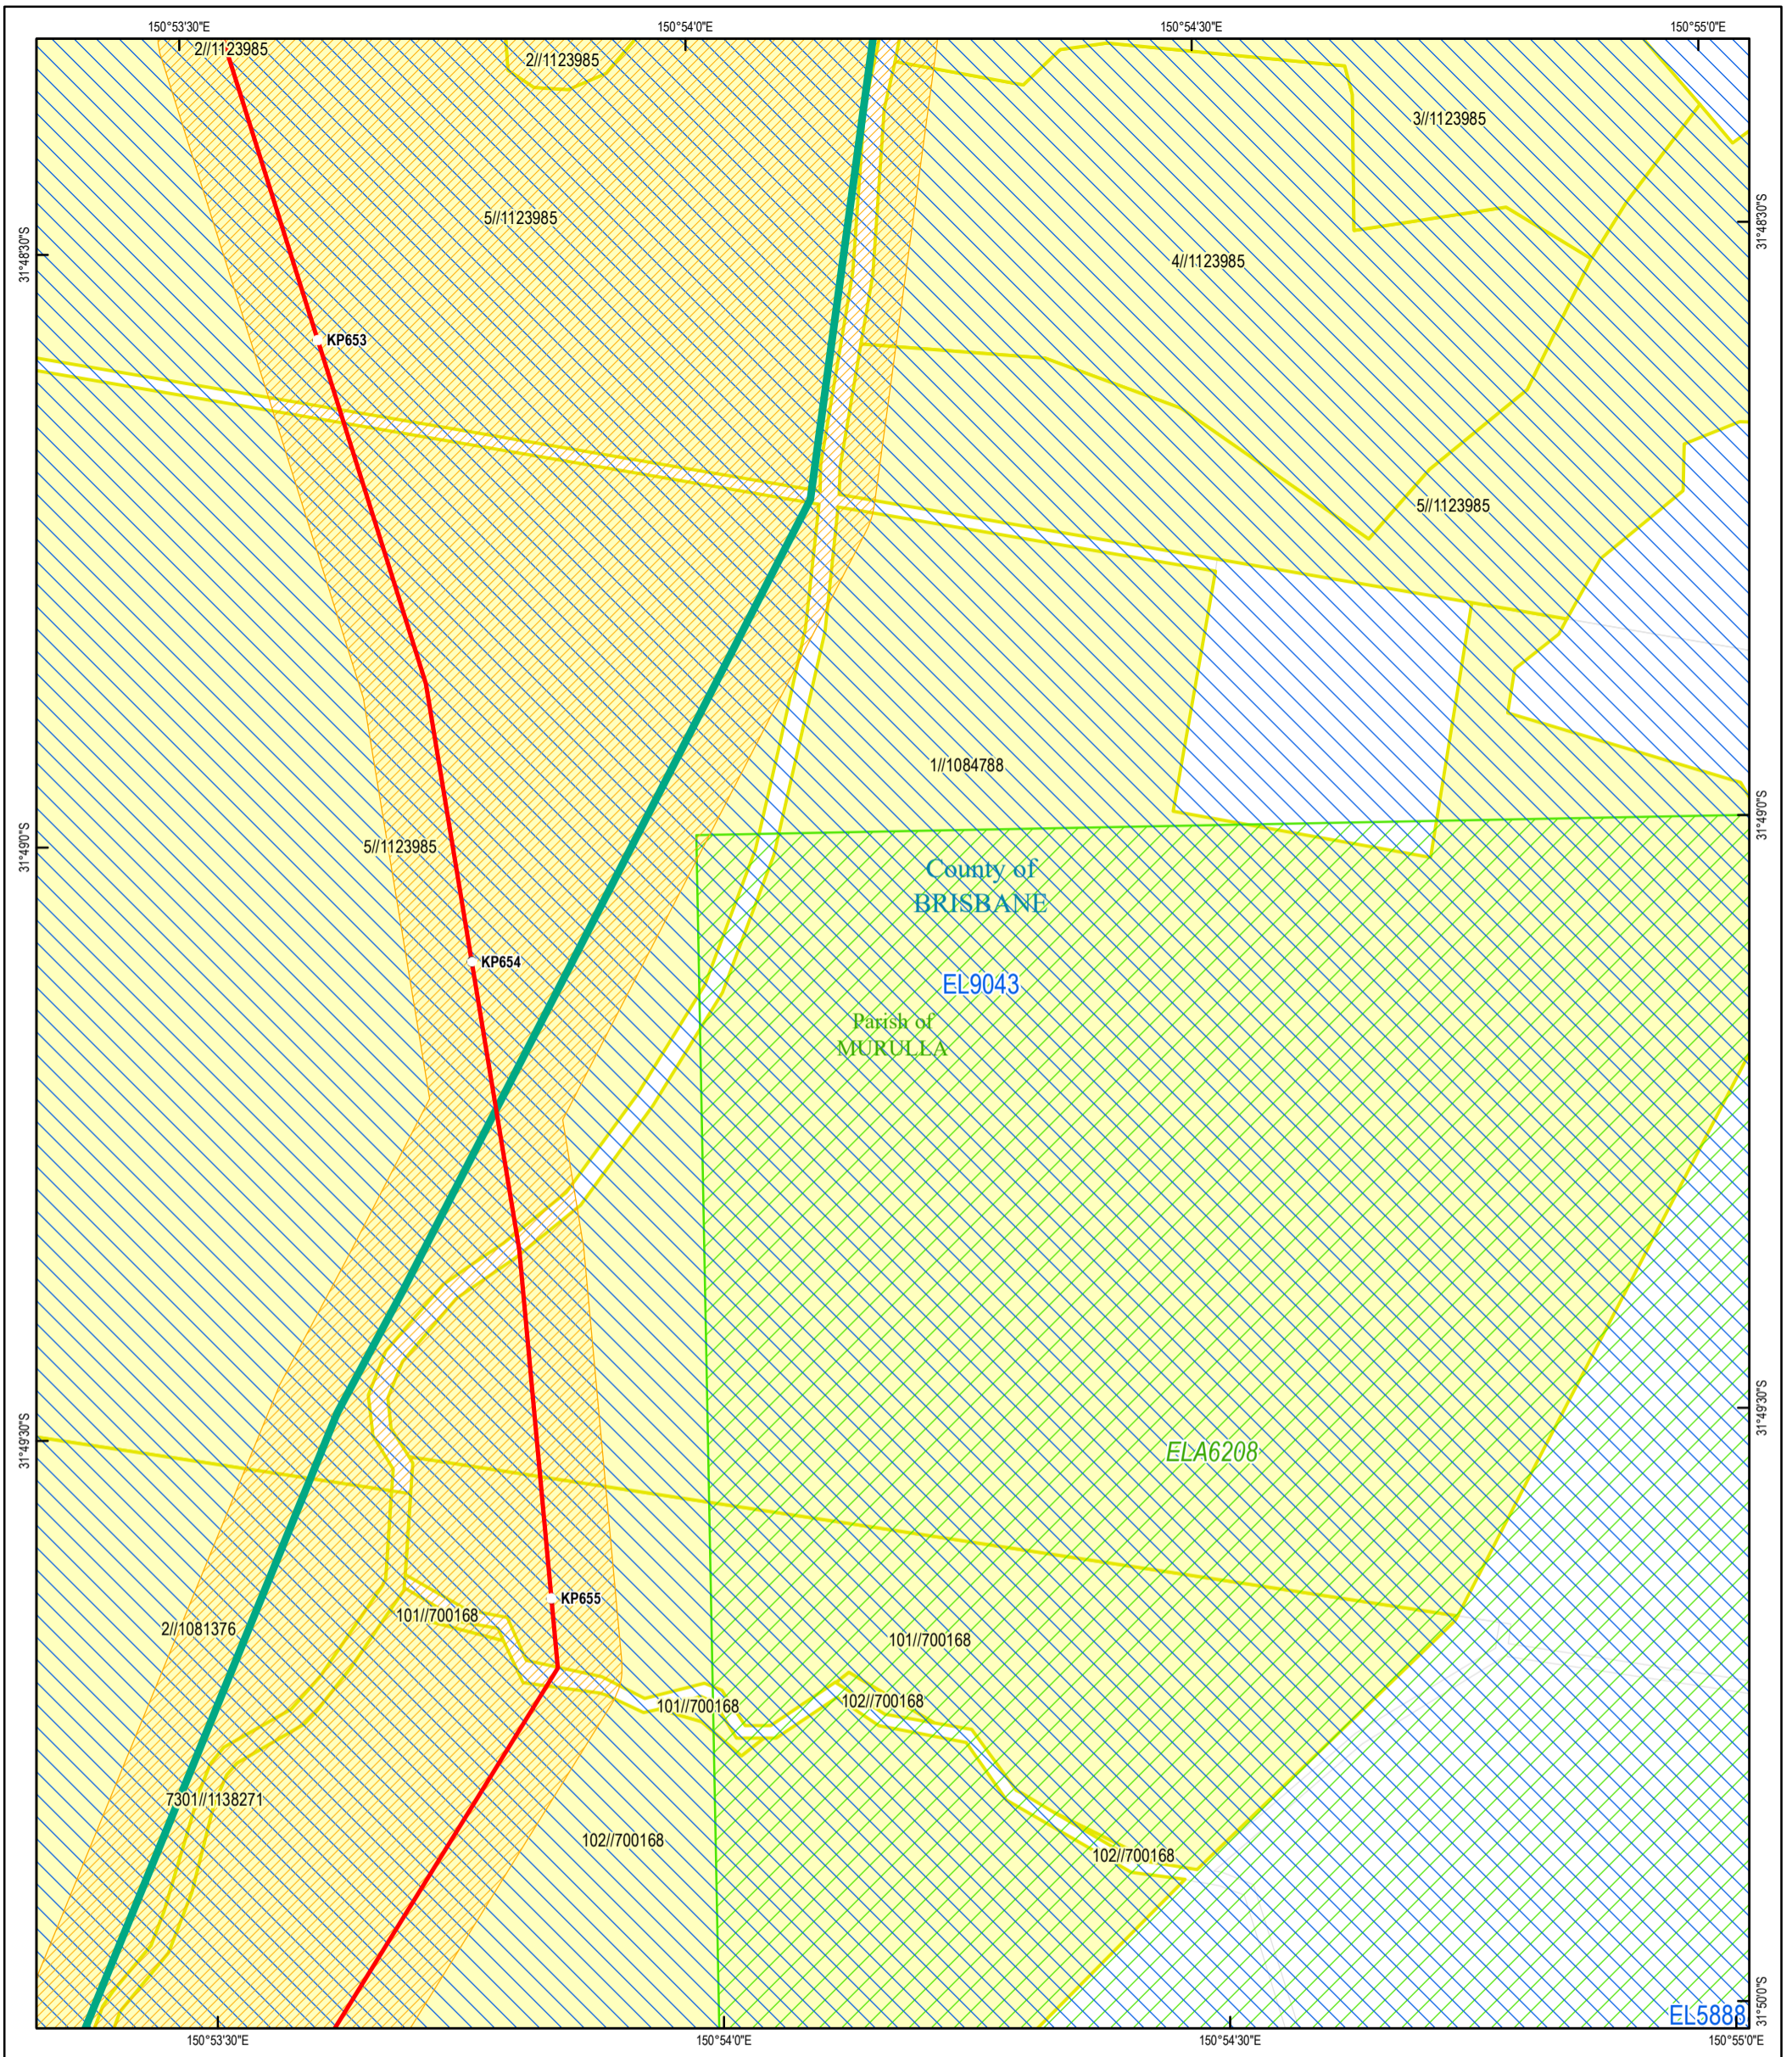 150°53'30"E
150°54'0"E
150°54'30"E
150°55'0"E
2//1123985
2//1123985
3//1123985
5//1123985
31°48'30"S
31°48'30"S
4//1123985
KP653
5//1123985
1//1084788
31°49'0"S
31°49'0"S
5//1123985
County of
BRISBANE
KP654
EL9043
Parish of
MURULLA
31°49'30"S
31°49'30"S
ELA6208
KP655
101//700168
2//1081376
101//700168
101//700168
102//700168
7301//1138271
102//700168
102//700168
31°50'0"S
EL5888
150°53'30"E
150°54'0"E
150°54'30"E
150°55'0"E